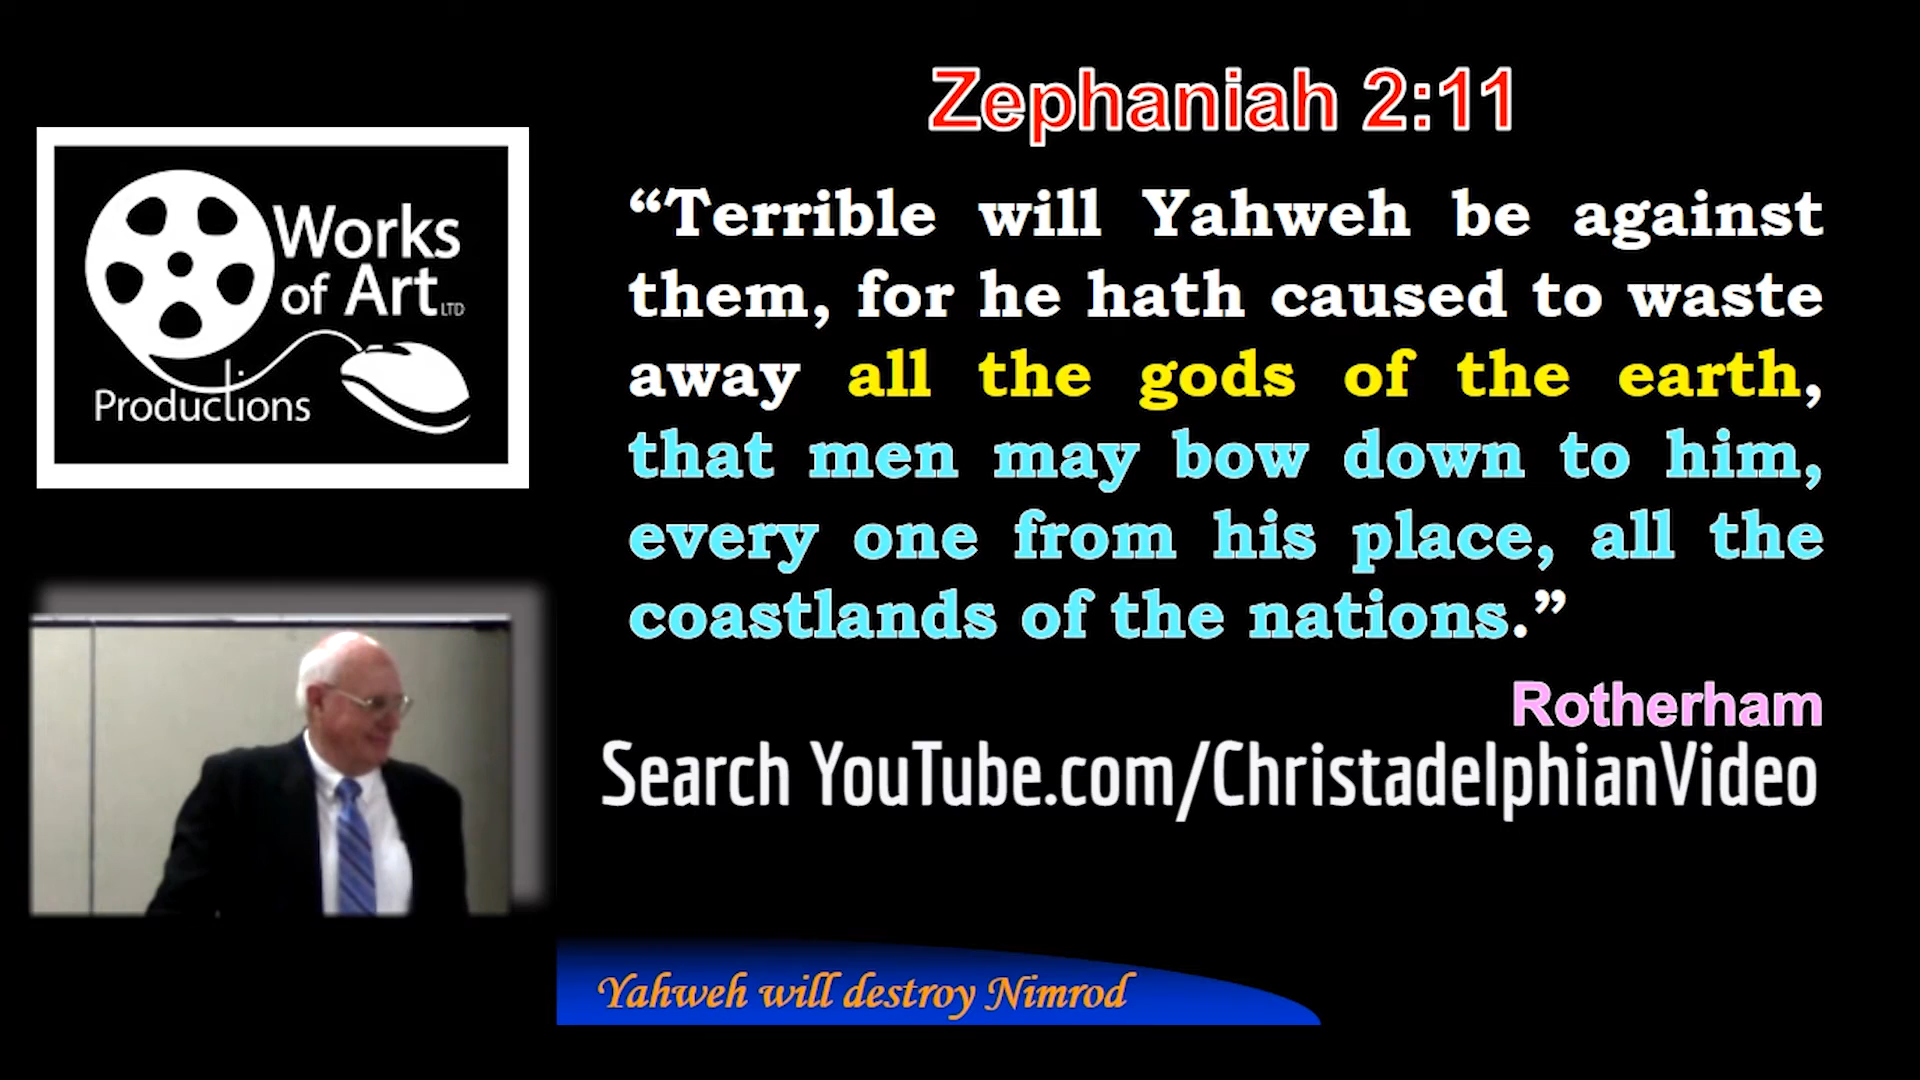 Works
of Art LTD
Productions
Zephaniah 2:11
“Terrible will Yahweh be against
them, for he hath caused to waste
away all the gods of the earth,
that men may bow down to him,
every one from his place, all the
coastlands of the nations.”
Rotherham
Search YouTube.com/ChristadelphianVideo
Yahweh will destroy Nimrod